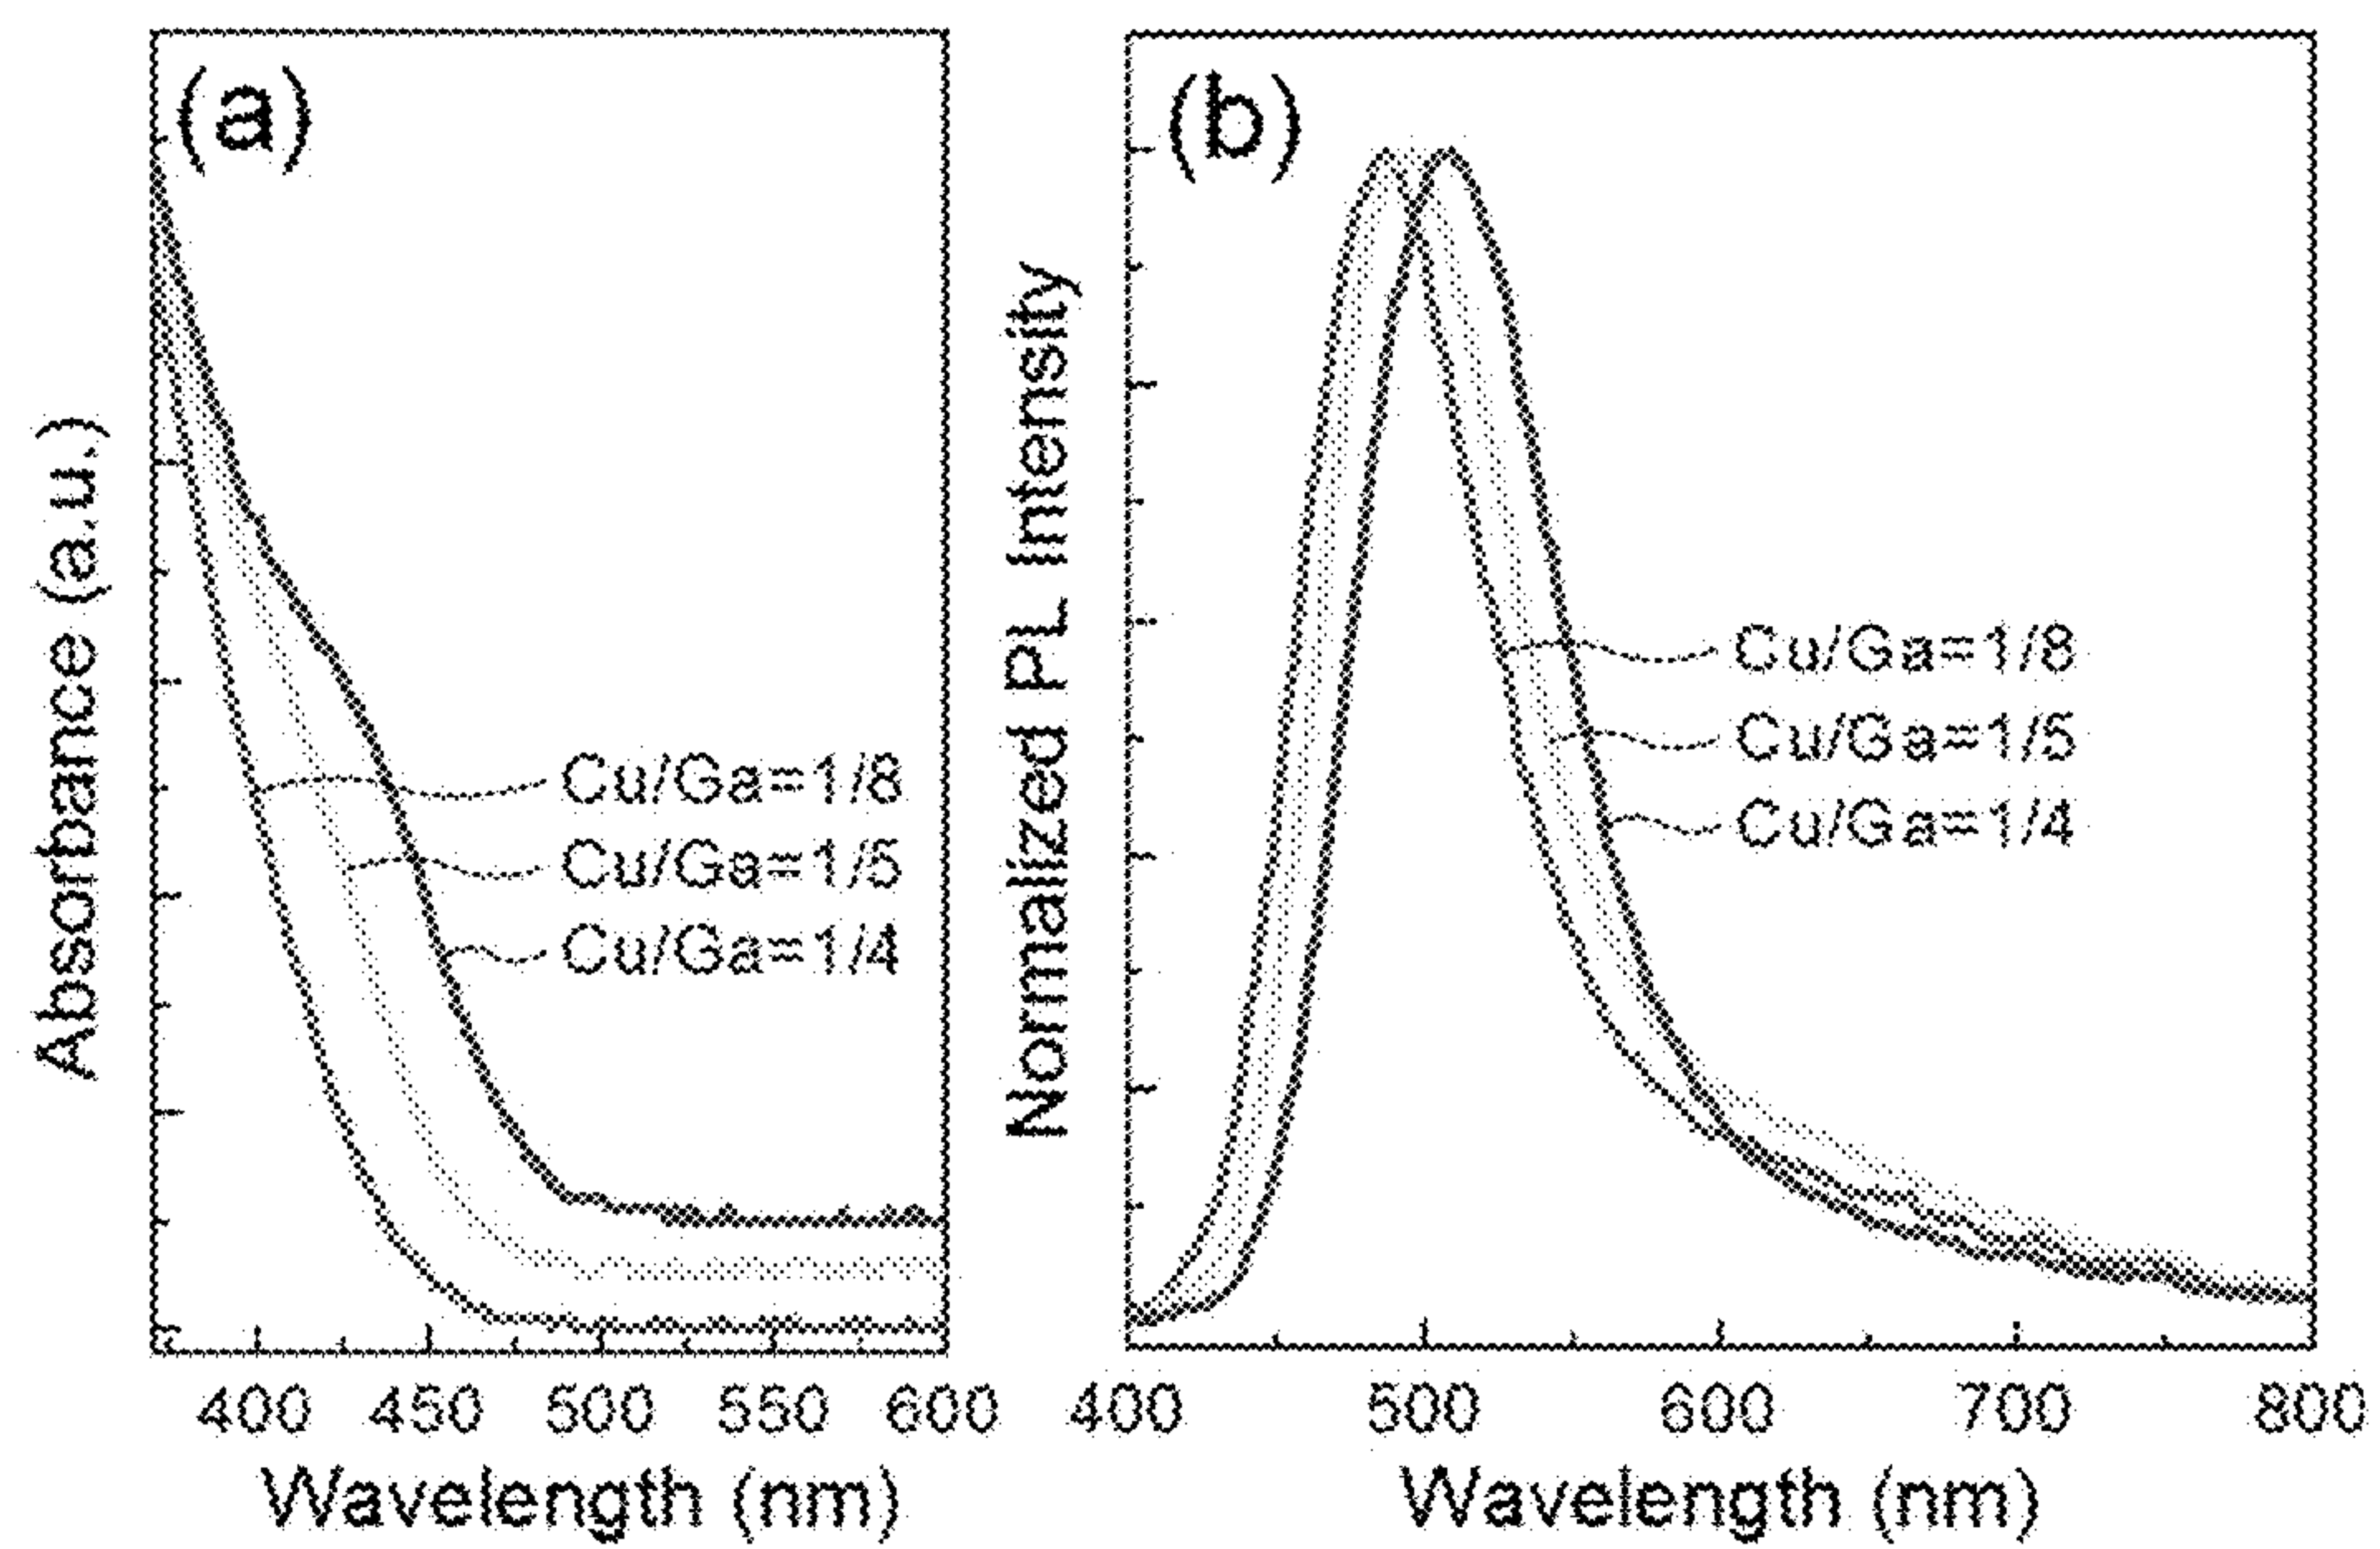 (a)
Absorbance (a.u.)
Cu/Ga=1/8
Cu/Ga=1/5
Cu/Ga=1/4
400 450 500 550 600
Wavelength (nm)
(b)
Normalized PL Intensity
Cu/Ga=1/8
Cu/Ga=1/5
Cu/Ga=1/4
400 500 600 700 800
Wavelength (nm)